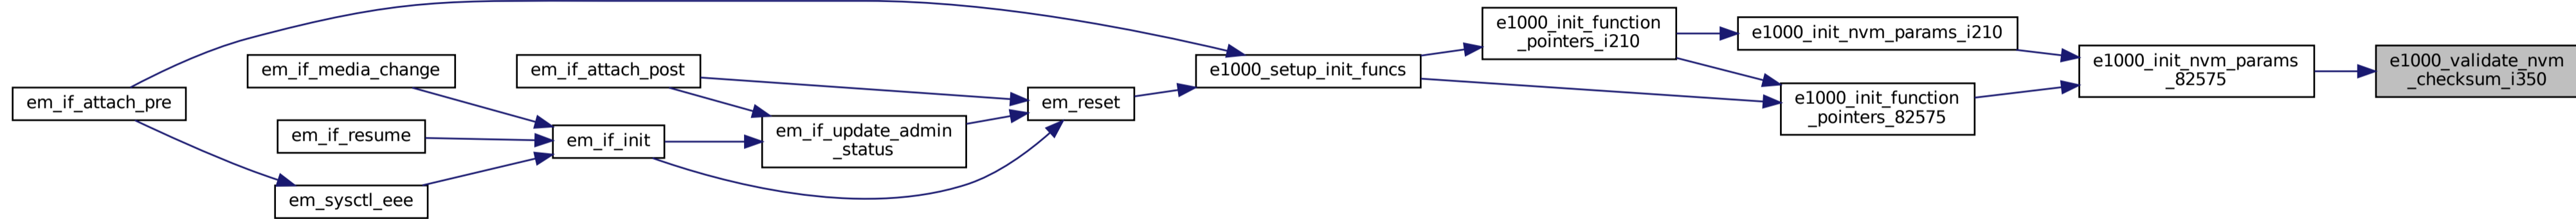 em_if_attach_pre
em_if_media_change
em_if_resume
em_sysctl_eee
em_if_attach_post
em_if_init
em_if_update_admin
_status
em_reset
e1000_setup_init_funcs
e1000_init_function
_pointers_i210
e1000_init_nvm_params_i210
e1000_init_function
_pointers_82575
e1000_init_nvm_params
_82575
e1000_validate_nvm
_checksum_i350